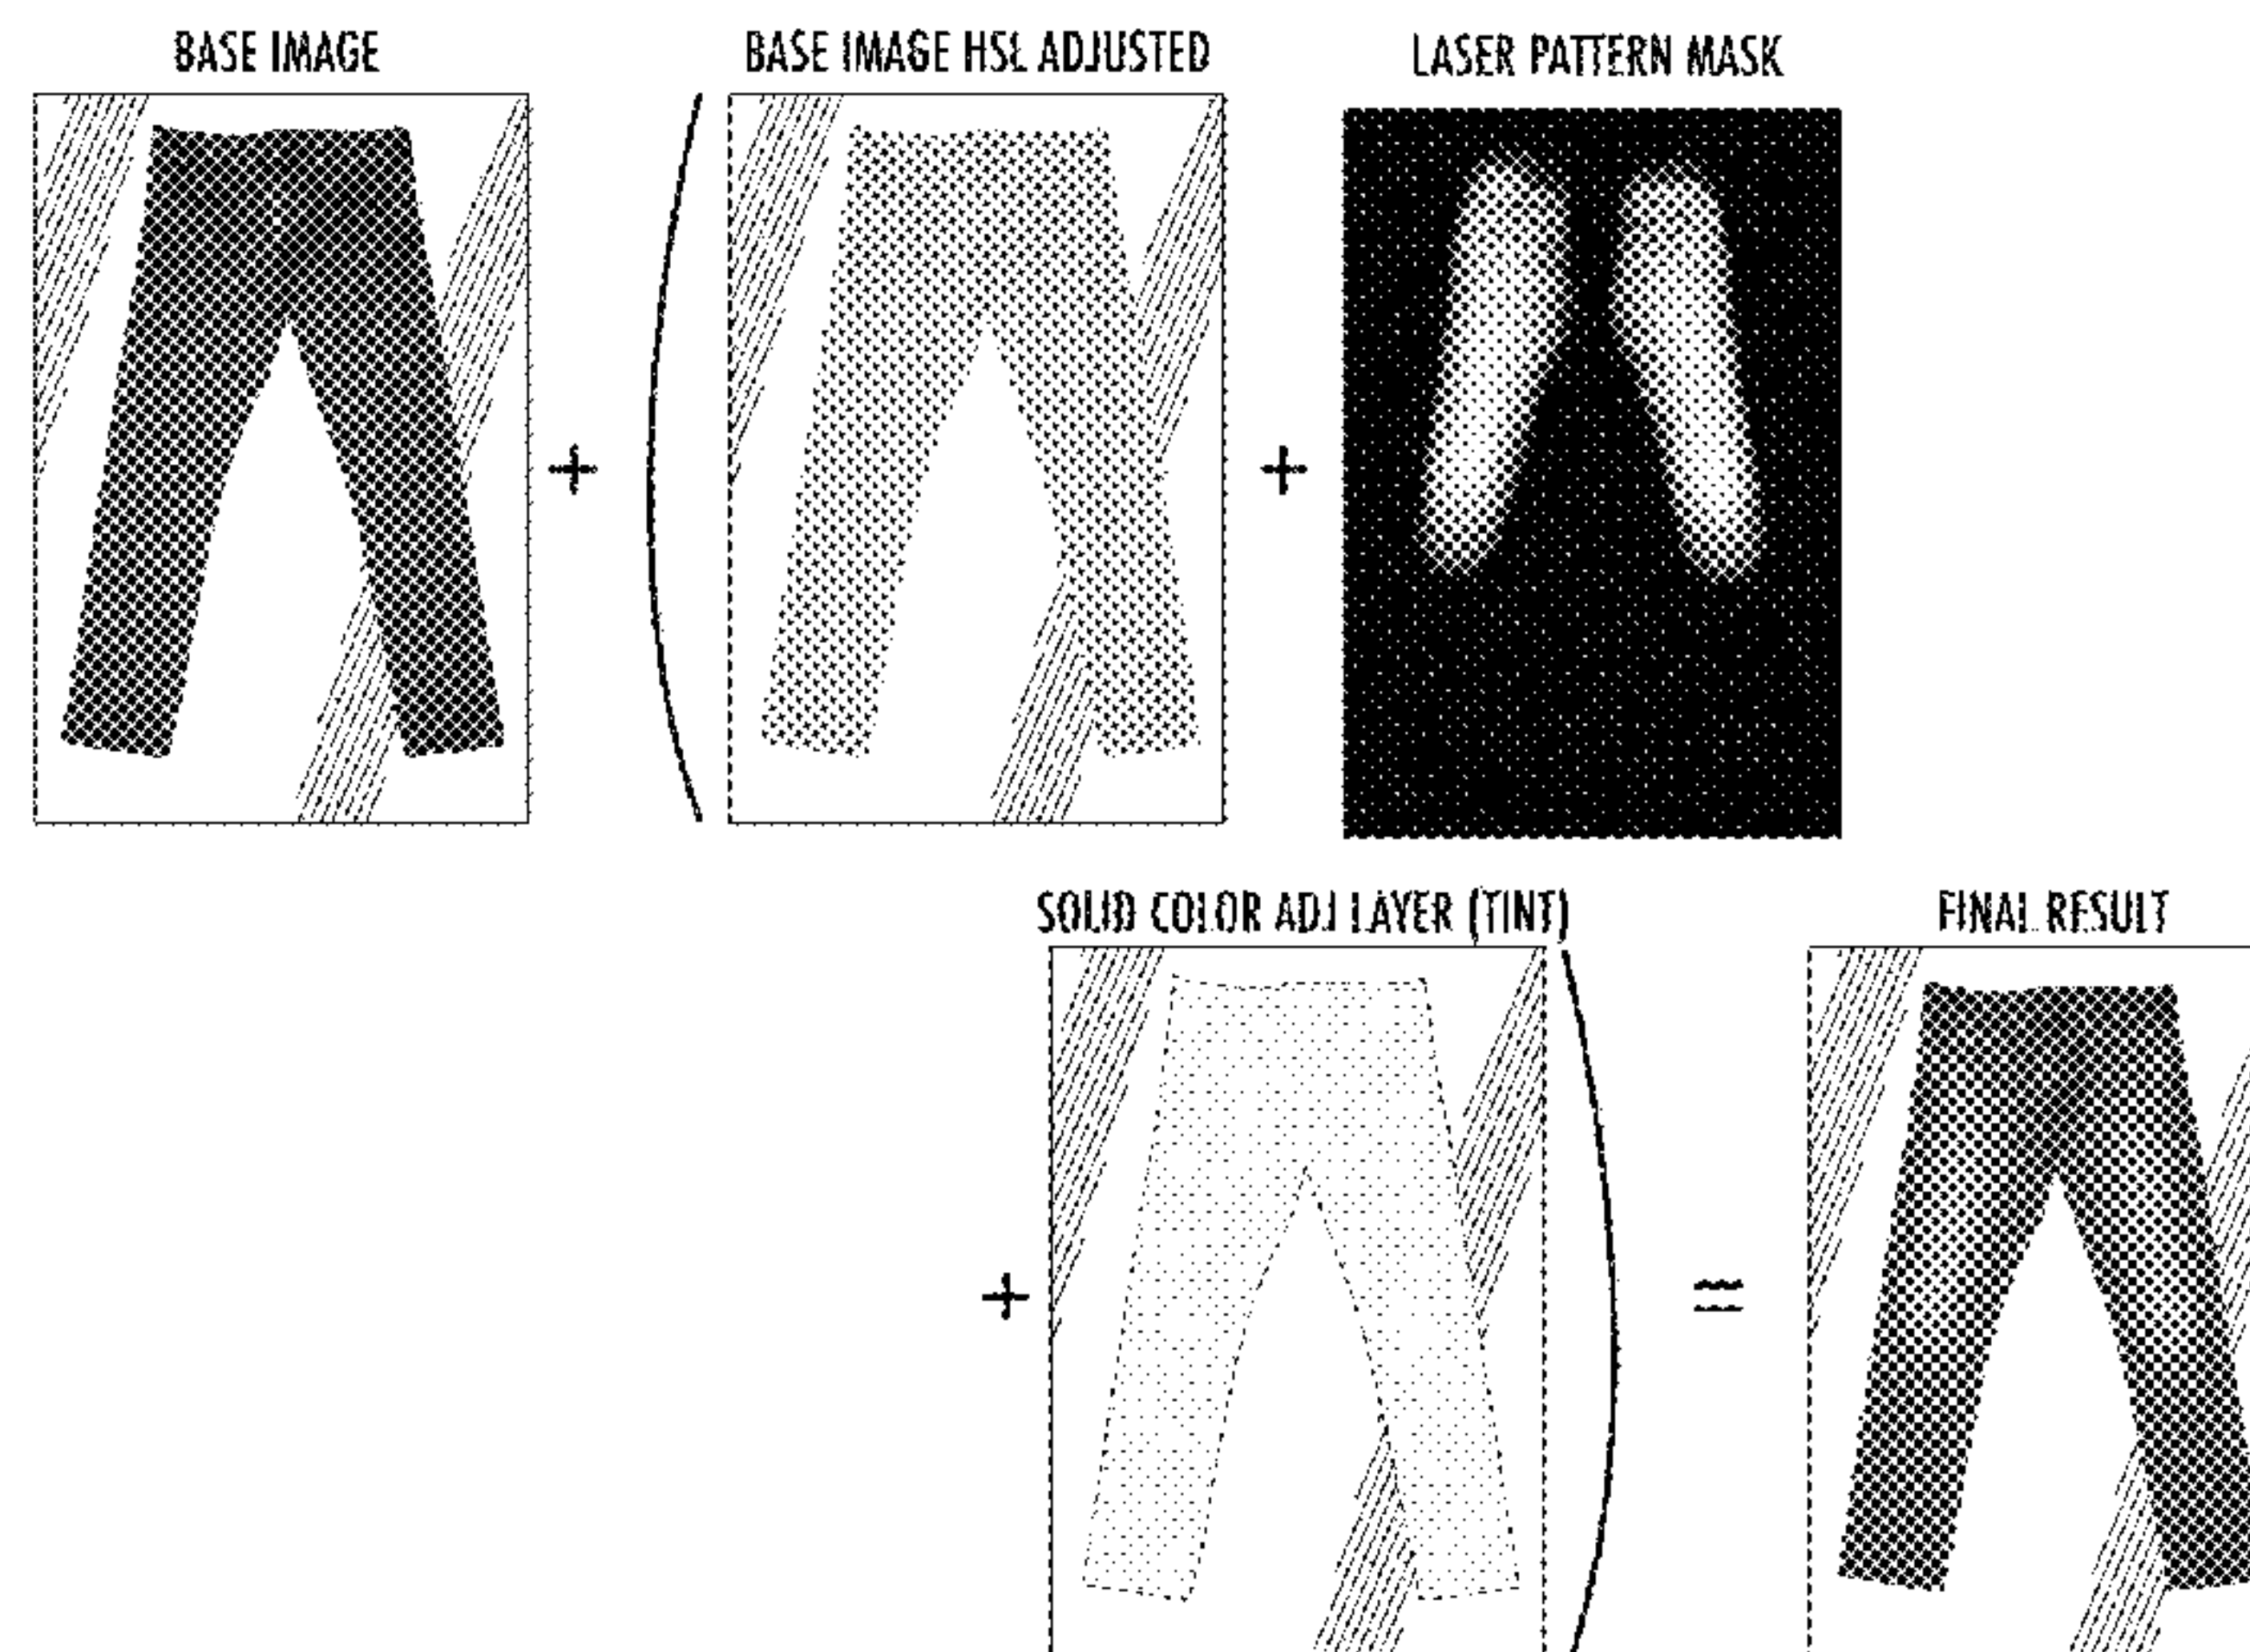 BASE IMAGE
BASE IMAGE HSL ADJUSTED
LASER PATTERN MASK
+
+
SOLID COLOR ADJ LAYER (TINT)
FINAL RESULT
+
=